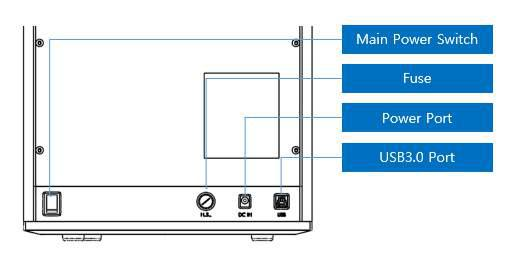 Main Power Switch
Fuse
Power Port
USB3.0 Port
DC IN
USB